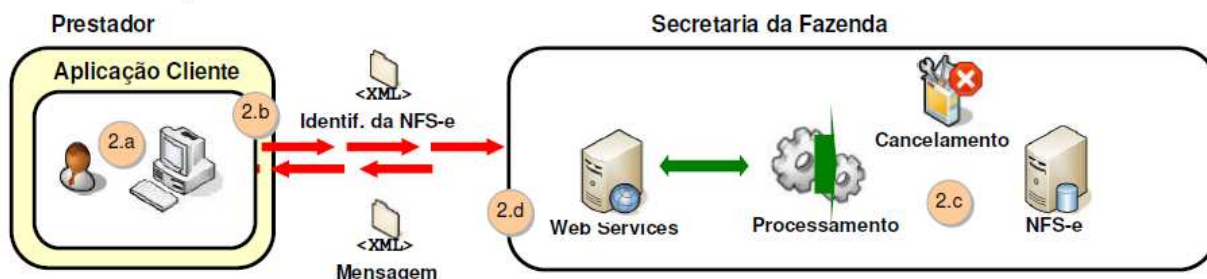 Prestador
Secretaria da Fazenda
Aplicação Cliente
2.a
2.b
<XML>
Identif. da NFS-e
Cancelamento
2.d
Web Services
Processamento
2.c
NFS-e
<XML>
Mensagem